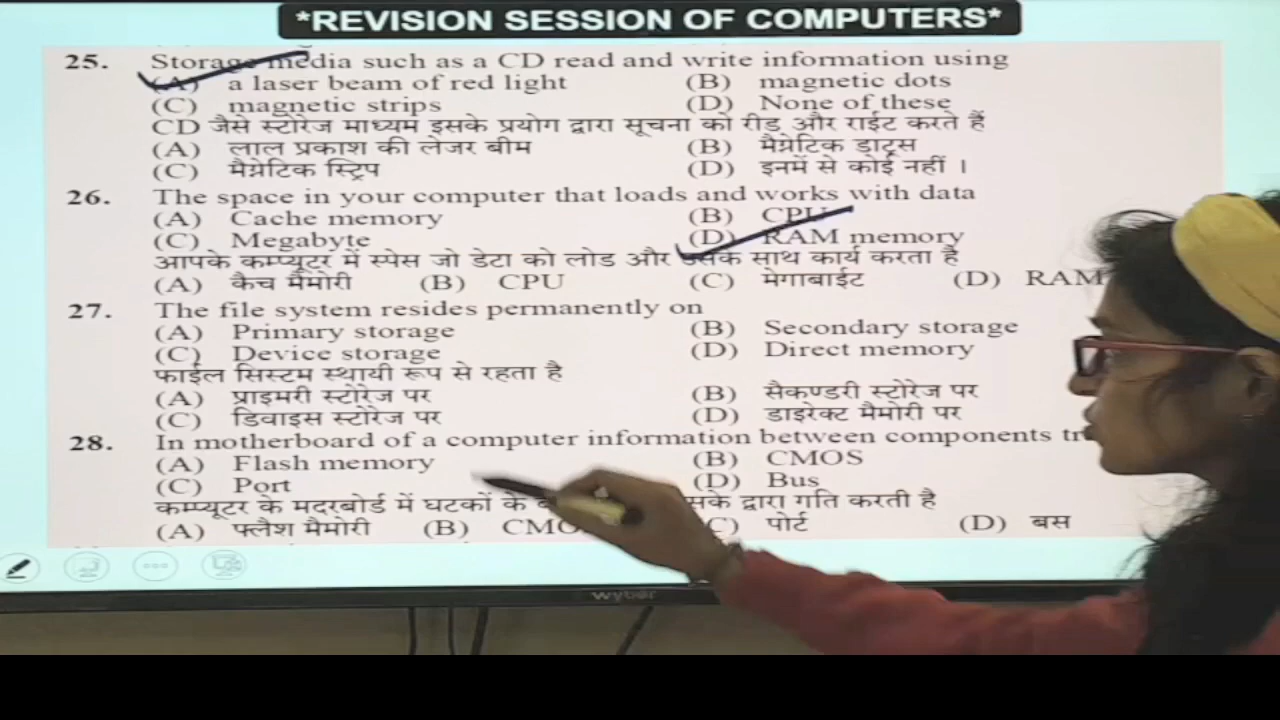 *REVISION SESSION OF COMPUTERS*
25. Storage media such as a CD read and write information using
(A) a laser beam of red light (B) magnetic dots
(C) magnetic strips (D) None of these
CD जैसे स्टोरेज माध्यम इसके प्रयोग द्वारा सूचना को रीड और राईट करते हैं
(A) लाल प्रकाश की लेजर बीम (B) मैग्नेटिक डाट्स
(C) मैग्नेटिक स्ट्रिप (D) इनमें से कोई नहीं ।
26. The space in your computer that loads and works with data
(A) Cache memory (B) CPU
(C) Megabyte (D) RAM memory
आपके कम्प्यूटर में स्पेस जो डेटा को लोड और उसके साथ कार्य करता है
(A) कैच मैमोरी (B) CPU (C) मेगाबाईट (D) RAM
27. The file system resides permanently on
(A) Primary storage (B) Secondary storage
(C) Device storage (D) Direct memory
फाईल सिस्टम स्थायी रूप से रहता है
(A) प्राइमरी स्टोरेज पर (B) सैकण्डरी स्टोरेज पर
(C) डिवाइस स्टोरेज पर (D) डाइरेक्ट मैमोरी पर
28. In motherboard of a computer information between components
(A) Flash memory (B) CMOS
(C) Port (D) Bus
कम्प्यूटर के मदरबोर्ड में घटकों के द्वारा गति करती है
(A) फ्लैश मैमोरी (B) CMO C) पोर्ट (D) बस
wybor